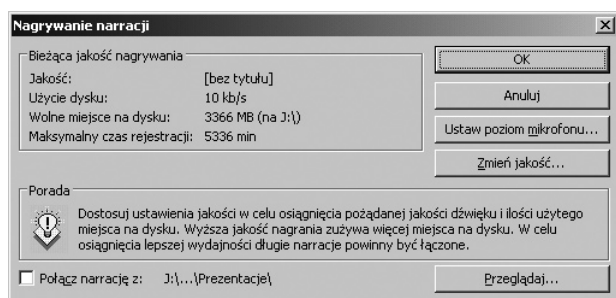 Nagrywanie narracji
Bieżąca jakość nagrywania
Jakość: [bez tytułu]
Użycie dysku: 10 kb/s
Wolne miejsce na dysku: 3366 MB (na J:\)
Maksymalny czas rejestracji: 5336 min
OK
Anuluj
Ustaw poziom mikrofonu...
Zmień jakość...
Porada
Dostosuj ustawienia jakości w celu osiągnięcia pożądanej jakości dźwięku i ilości użytego
miejsca na dysku. Wyższa jakość nagrania zużywa więcej miejsca na dysku. W celu
osiągnięcia lepszej wydajności długie narracje powinny być łączone.
Połącz narrację z: J:\...\Prezentacje\
Przeglądaj...